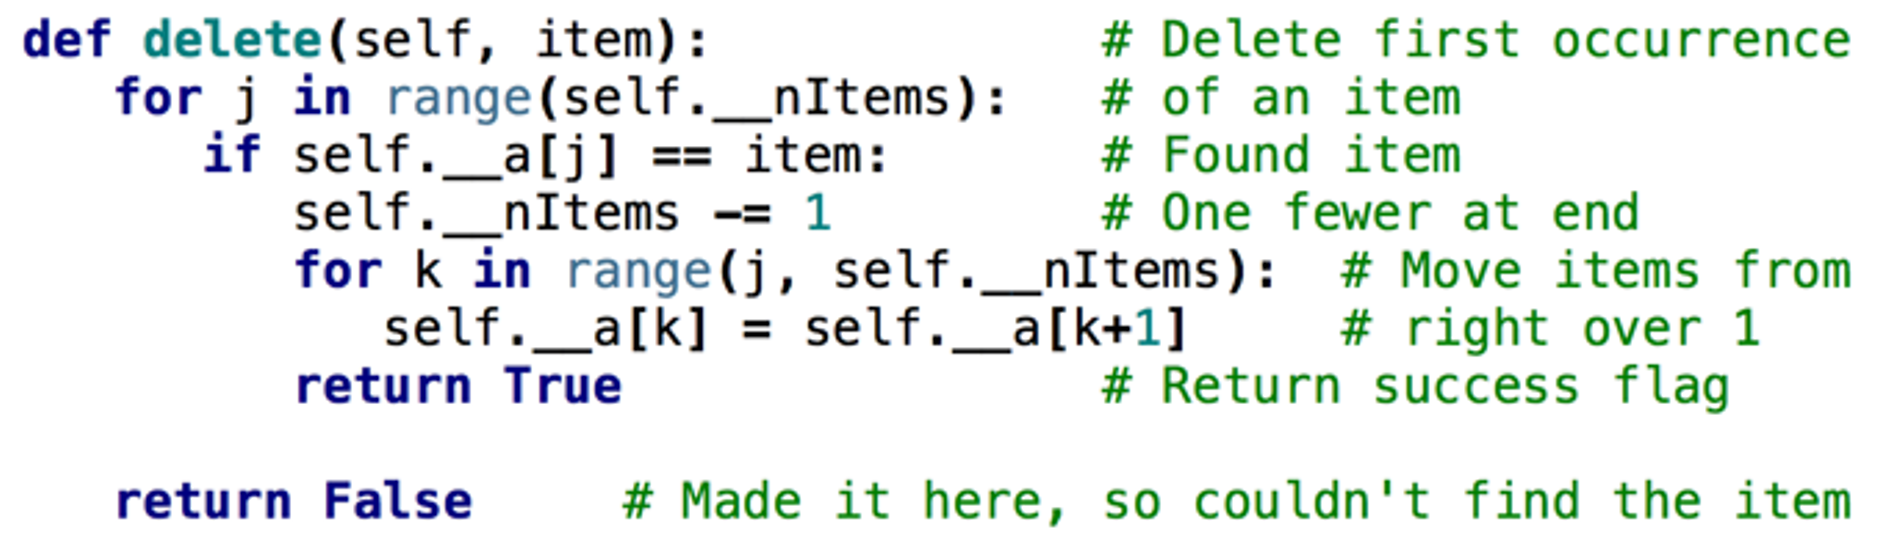 def delete(self, item):             # Delete first occurrence
   for j in range(self.__nItems):   # of an item
      if self.__a[j] == item:       # Found item
         self.__nItems -= 1         # One fewer at end
         for k in range(j, self.__nItems):  # Move items from
            self.__a[k] = self.__a[k+1]     # right over 1
         return True                # Return success flag
   return False     # Made it here, so couldn't find the item